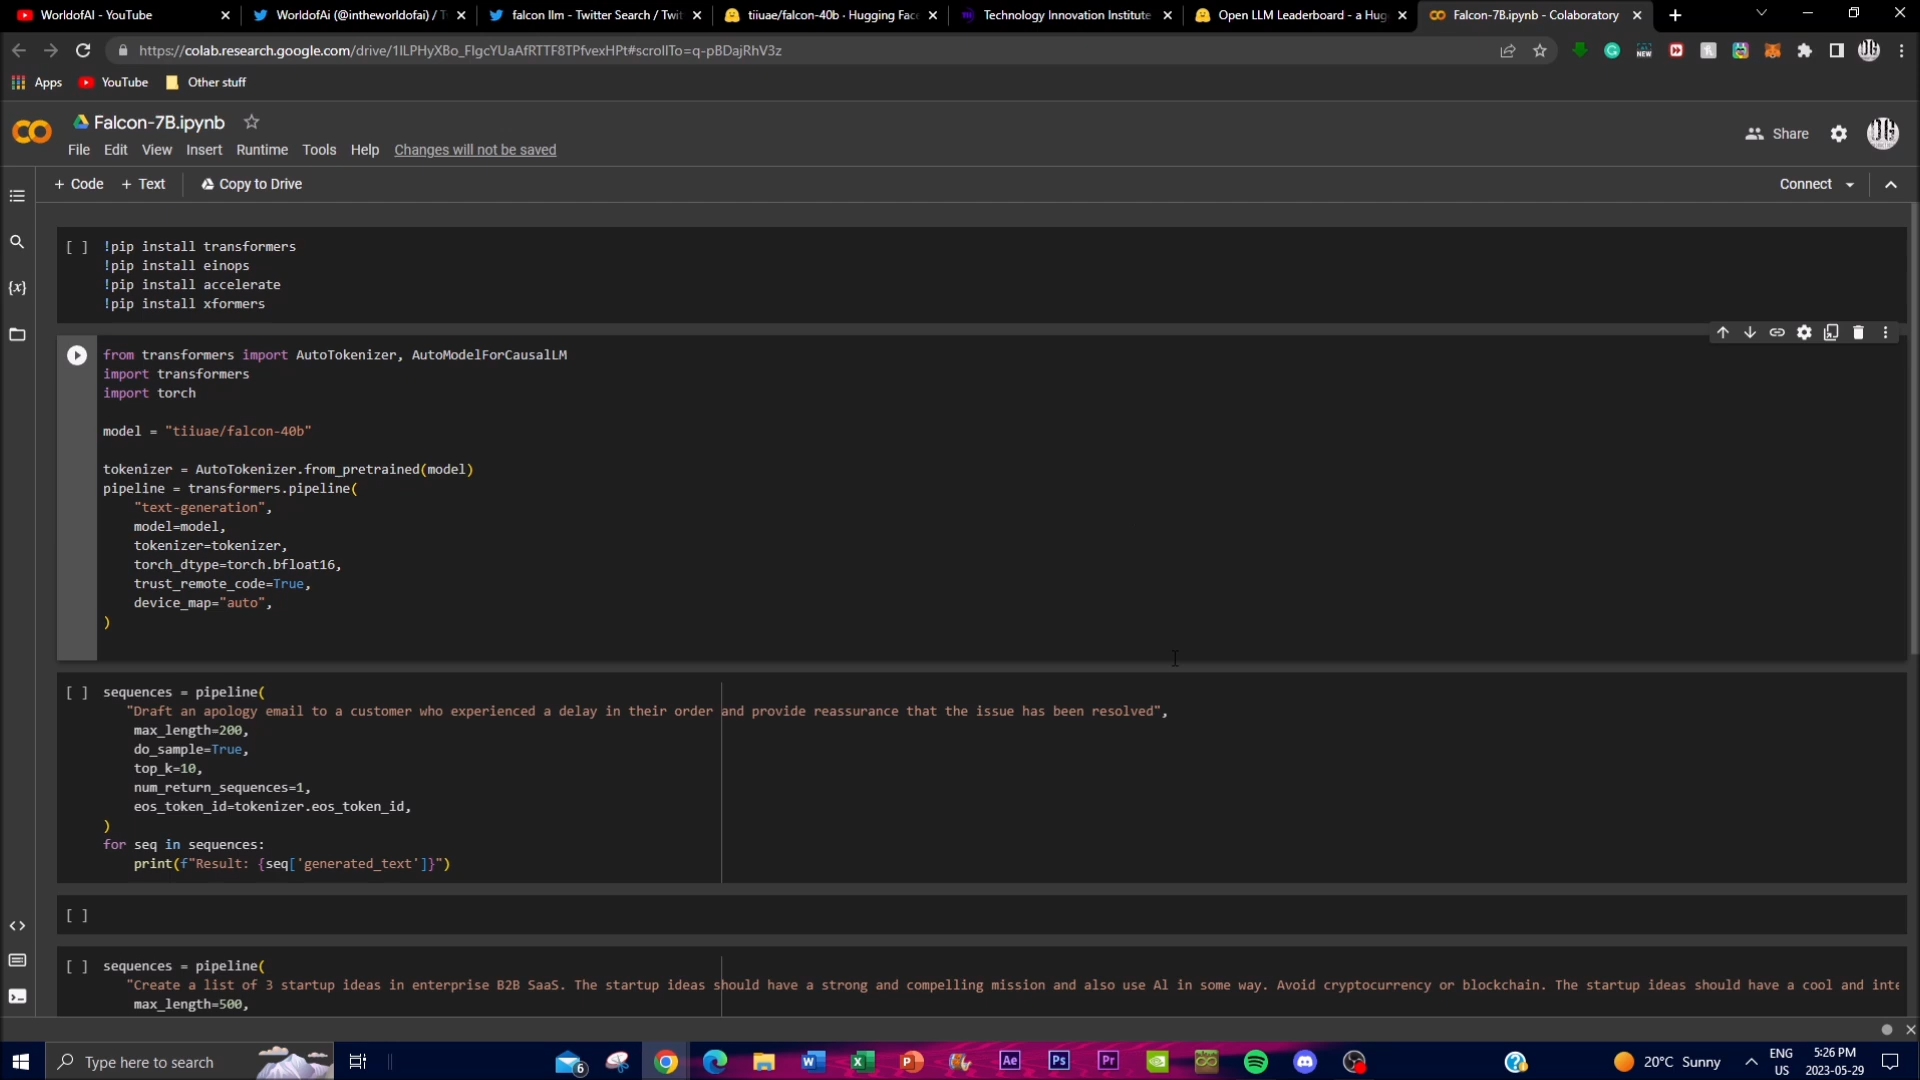 WorldofAI - YouTube
WorldofAi (@intheworldofai) / T
falcon llm - Twitter Search / Twit
tiiuae/falcon-40b · Hugging Face
Technology Innovation Institute
Open LLM Leaderboard - a Hug
Falcon-7B.ipynb - Colaboratory
https://colab.research.google.com/drive/1ILPHyXBo_FIgcYUaAfRTTF8TPfvexHPt#scrollTo=q-pBDajRhV3z
NEW
Apps
YouTube
Other stuff
Falcon-7B.ipynb
Share
File Edit View Insert Runtime Tools Help Changes will not be saved
+ Code + Text Copy to Drive
Connect
[ ] !pip install transformers
!pip install einops
!pip install accelerate
!pip install xformers
{x}
from transformers import AutoTokenizer, AutoModelForCausalLM
import transformers
import torch
model = "tiiuae/falcon-40b"
tokenizer = AutoTokenizer.from_pretrained(model)
pipeline = transformers.pipeline(
"text-generation",
model=model,
tokenizer=tokenizer,
torch_dtype=torch.bfloat16,
trust_remote_code=True,
device_map="auto",
)
[ ] sequences = pipeline(
"Draft an apology email to a customer who experienced a delay in their order and provide reassurance that the issue has been resolved",
max_length=200,
do_sample=True,
top_k=10,
num_return_sequences=1,
eos_token_id=tokenizer.eos_token_id,
)
for seq in sequences:
print(f"Result: {seq['generated_text']}")
[ ]
[ ] sequences = pipeline(
"Create a list of 3 startup ideas in enterprise B2B SaaS. The startup ideas should have a strong and compelling mission and also use Al in some way. Avoid cryptocurrency or blockchain. The startup ideas should have a cool and inte
max_length=500,
Type here to search
6
Ae
Ps
Pr
20°C Sunny
ENG
US
5:26 PM
2023-05-29